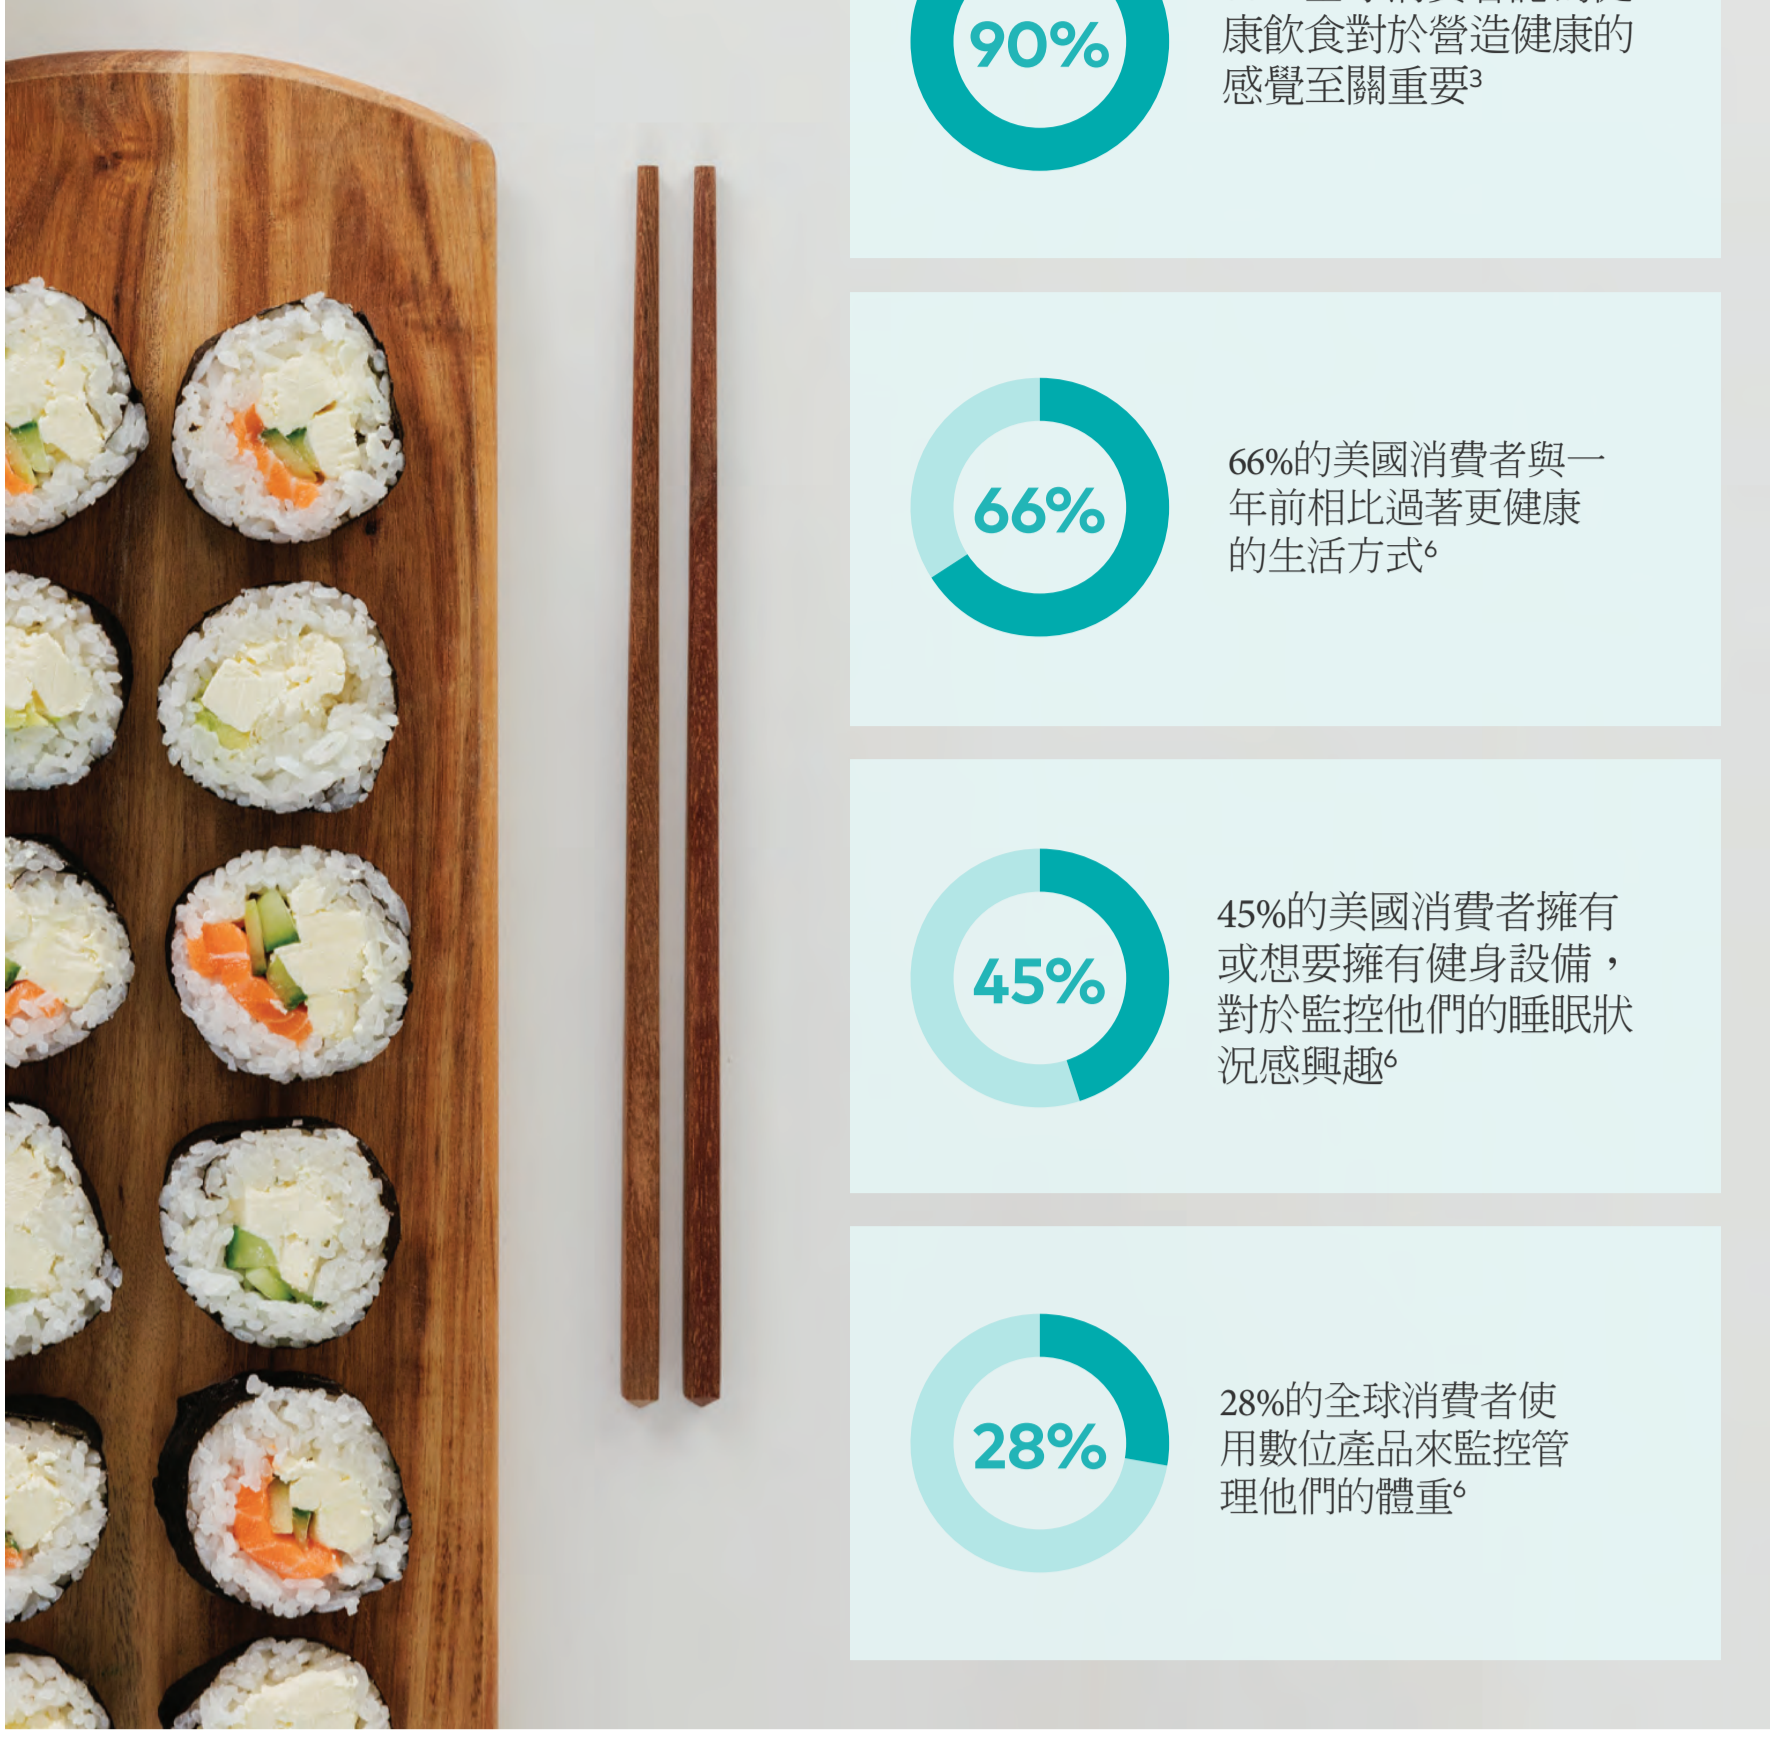 90%
康飲食對於營造健康的
感覺至關重要3
66%
66%的美國消費者與一
年前相比過著更健康
的生活方式6
45%
45%的美國消費者擁有
或想要擁有健身設備，
對於監控他們的睡眠狀
況感興趣6
28%
28%的全球消費者使
用數位產品來監控管
理他們的體重6